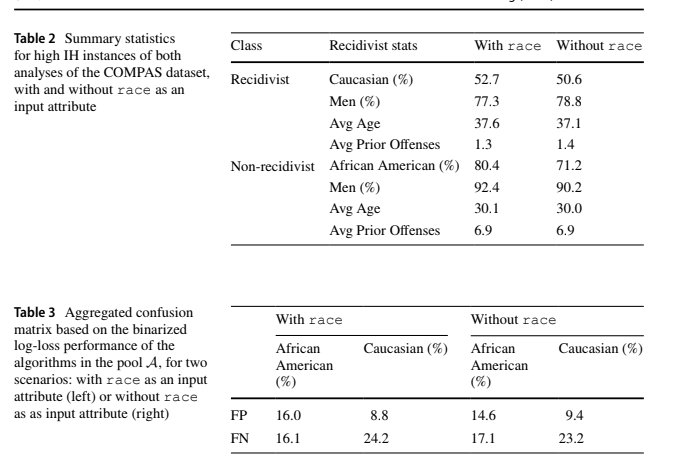 Table 2 Summary statistics
for high IH instances of both
analyses of the COMPAS dataset,
with and without race as an
input attribute
Class Recidivist stats With race Without race
Recidivist Caucasian (%) 52.7 50.6
Men (%) 77.3 78.8
Avg Age 37.6 37.1
Avg Prior Offenses 1.3 1.4
Non-recidivist African American (%) 80.4 71.2
Men (%) 92.4 90.2
Avg Age 30.1 30.0
Avg Prior Offenses 6.9 6.9
Table 3 Aggregated confusion
matrix based on the binarized
log-loss performance of the
algorithms in the pool 𝒜, for two
scenarios: with race as an input
attribute (left) or without race
as as input attribute (right)
With race Without race
African American (%) Caucasian (%) African American (%) Caucasian (%)
FP 16.0 8.8 14.6 9.4
FN 16.1 24.2 17.1 23.2